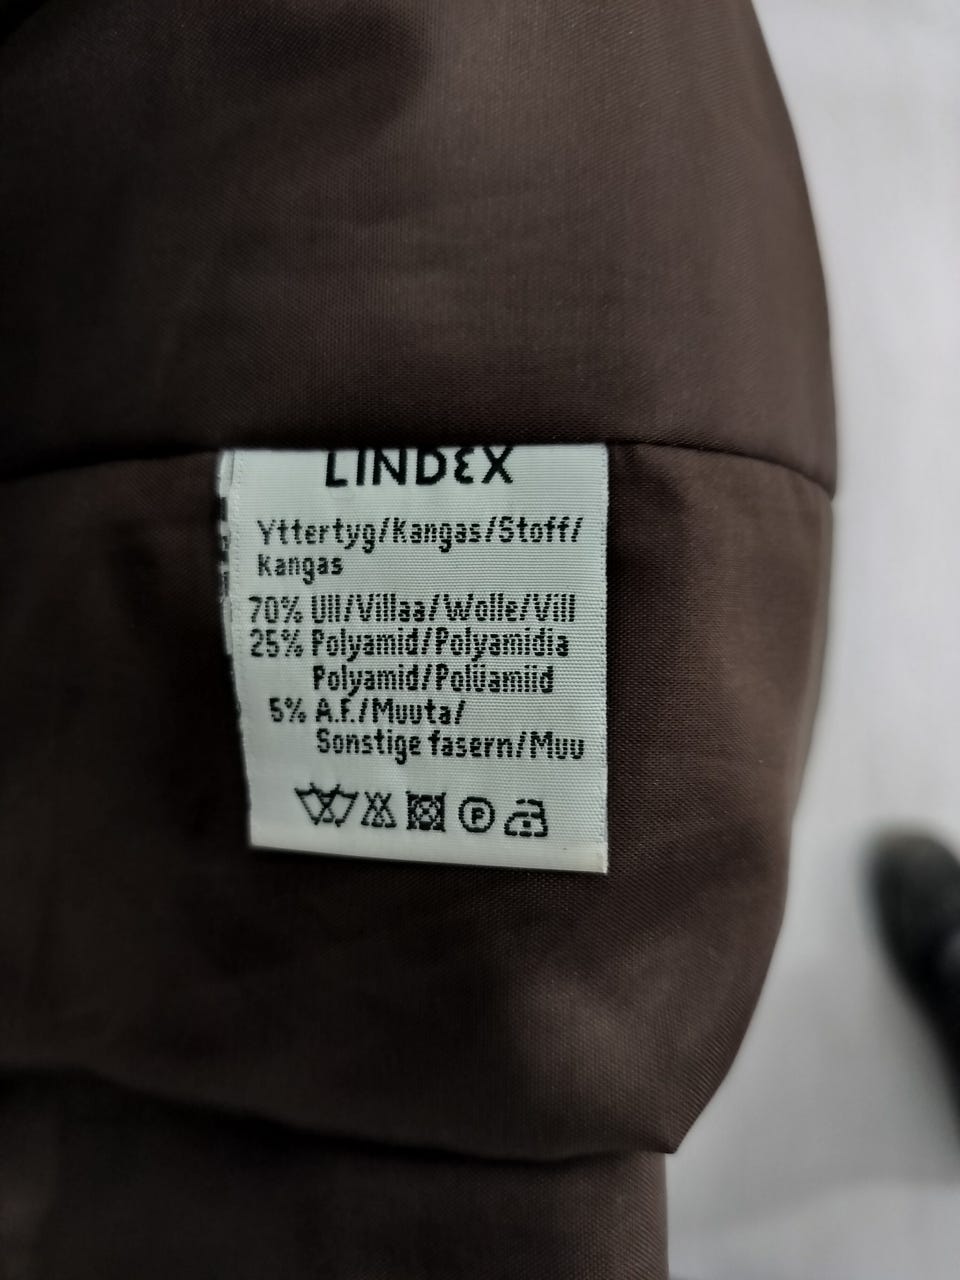 LINDEX
Yttertyg/Kangas/Stoff/
Kangas
70% Ull/Villaa/Wolle/Vill
25% Polyamid/Polyamidia
Polyamid/Polüamiid
5% A.F./Muuta/
Sonstige fasern/Muu
P